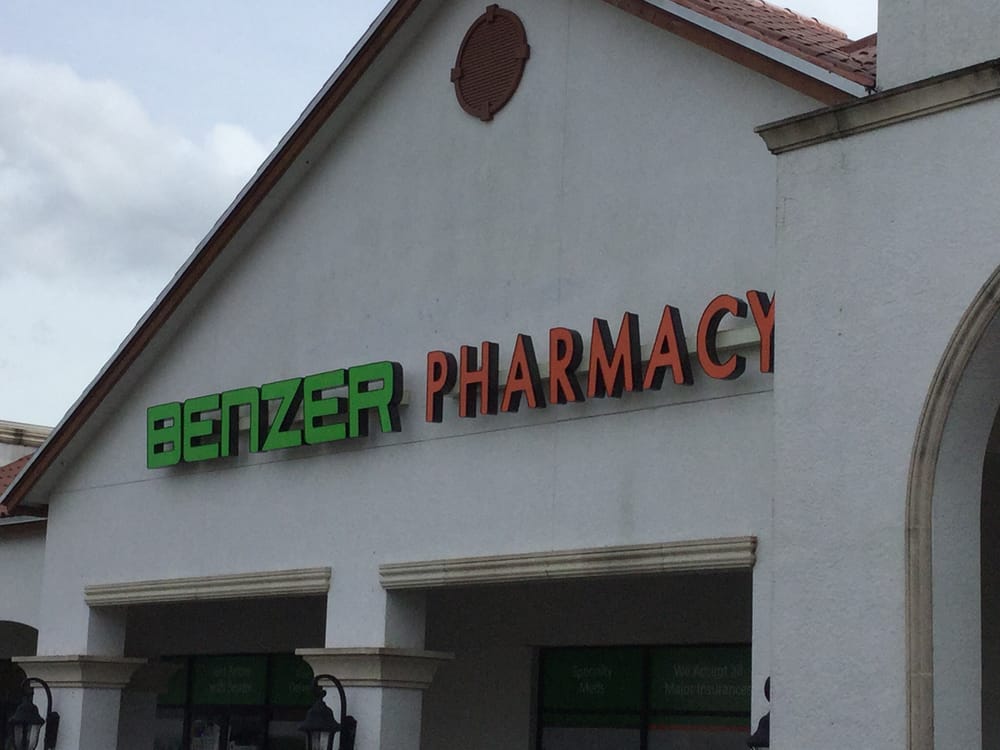 BENZER PHARMACY
Specialty
Meds
We Accept All
Major Insurances